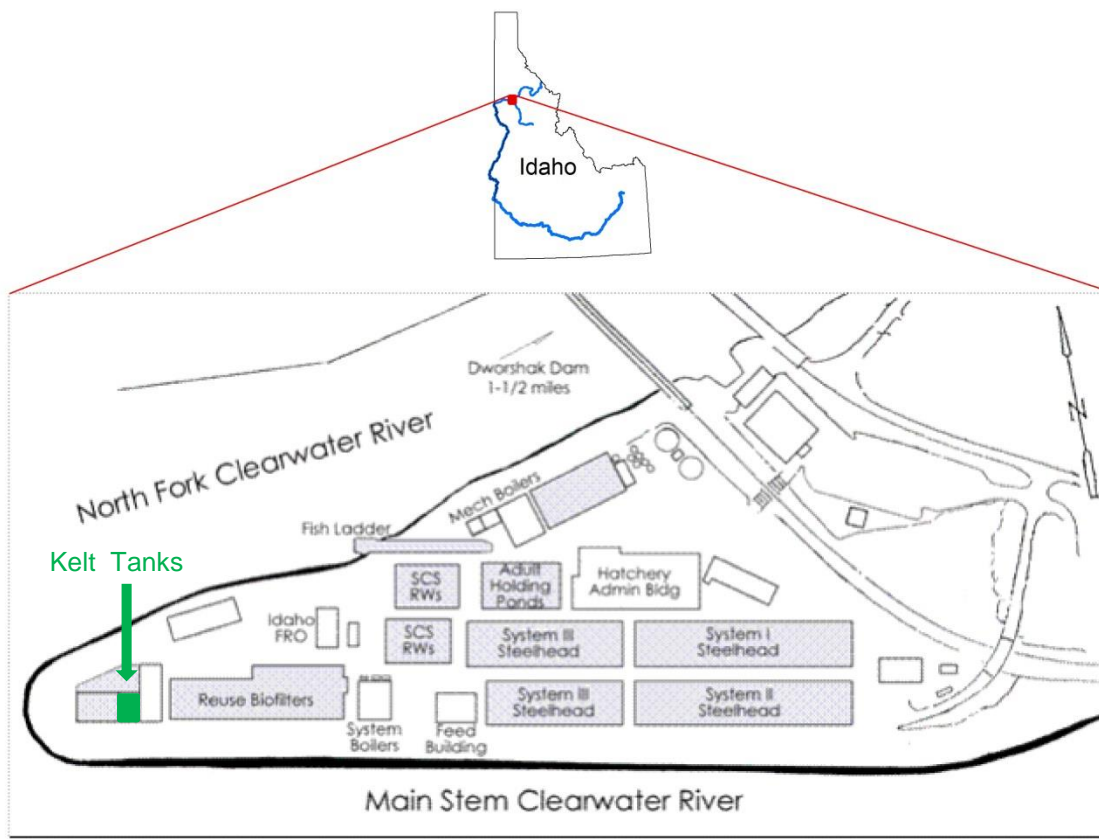 Idaho
Dworshak Dam
1-1/2 miles
North Fork Clearwater River
Mech Boilers
Fish Ladder
Kelt Tanks
SCS
RWs
Adult
Holding
Ponds
Hatchery
Admin Bldg
Idaho
FRO
SCS
RWs
System III
Steelhead
System I
Steelhead
Reuse Biofilters
System
Boilers
Feed
Building
System III
Steelhead
System II
Steelhead
Main Stem Clearwater River
N